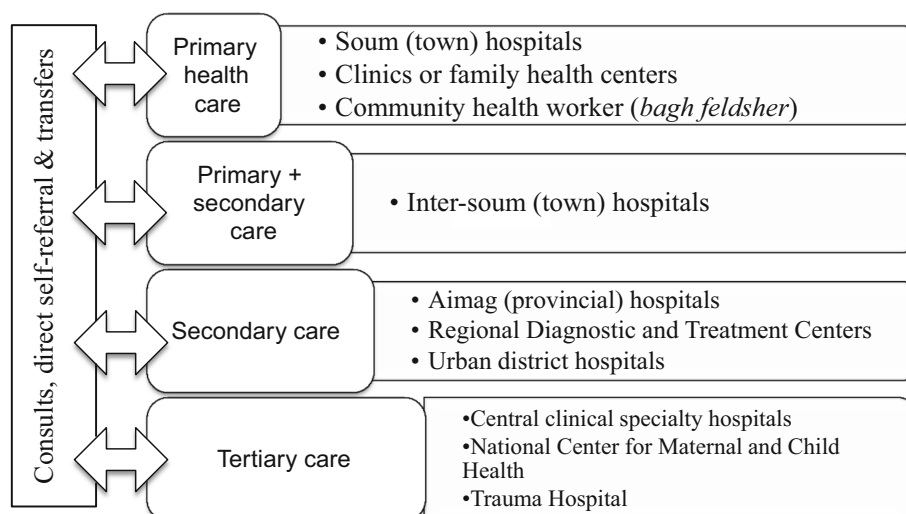 Consults, direct self-referral & transfers
Primary
health
care
• Soum (town) hospitals
• Clinics or family health centers
• Community health worker (bagh feldsher)
Primary +
secondary
care
• Inter-soum (town) hospitals
Secondary care
• Aimag (provincial) hospitals
• Regional Diagnostic and Treatment Centers
• Urban district hospitals
Tertiary care
•Central clinical specialty hospitals
•National Center for Maternal and Child
Health
•Trauma Hospital